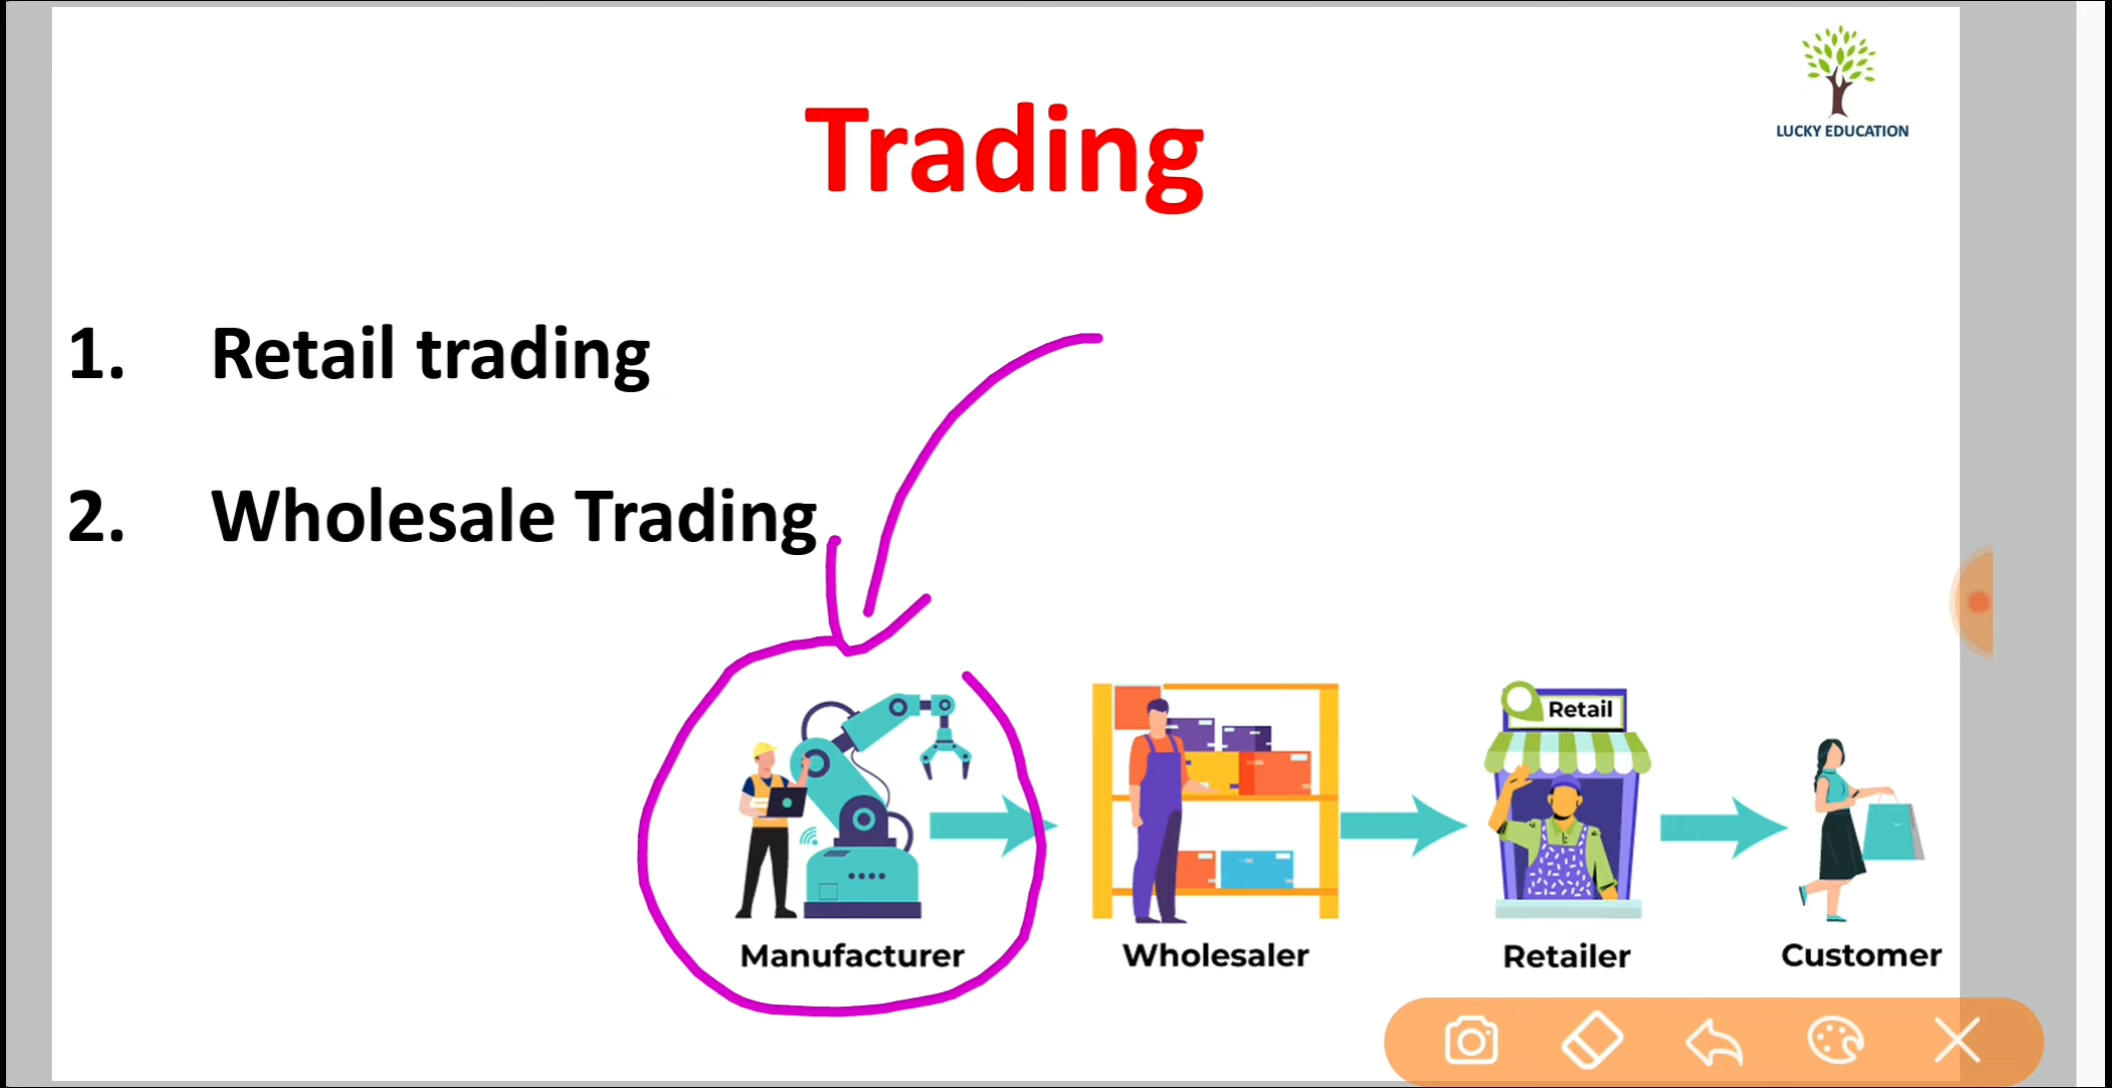 LUCKY EDUCATION
Trading
1. Retail trading
2. Wholesale Trading
Retail
Manufacturer
Wholesaler
Retailer
Customer